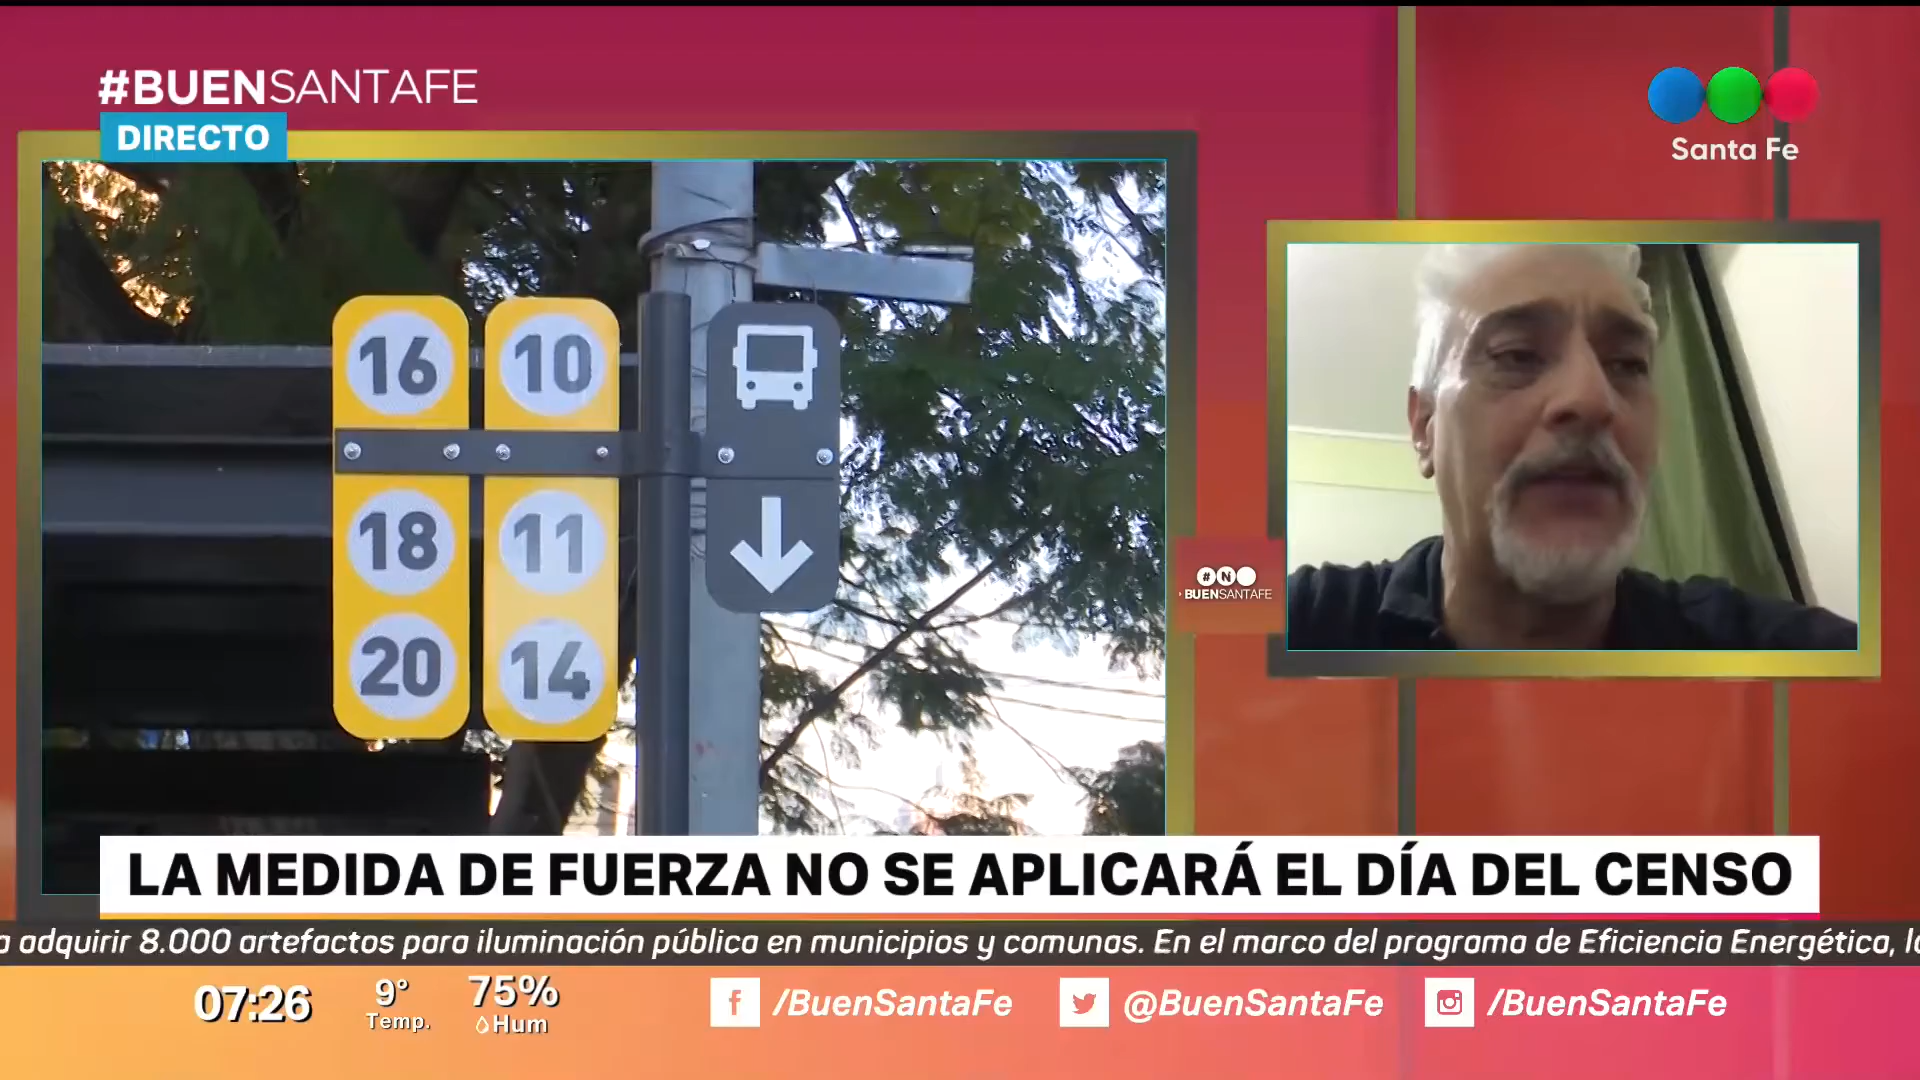 #BUENSANTAFE
DIRECTO
Santa Fe
16
10
18
11
20
14
#N
BUENSANTAFE
LA MEDIDA DE FUERZA NO SE APLICARÁ EL DÍA DEL CENSO
a adquirir 8.000 artefactos para iluminación pública en municipios y comunas. En el marco del programa de Eficiencia Energética, l
07:26
9°
Temp.
75%
Hum
/BuenSantaFe
@BuenSantaFe
/BuenSantaFe